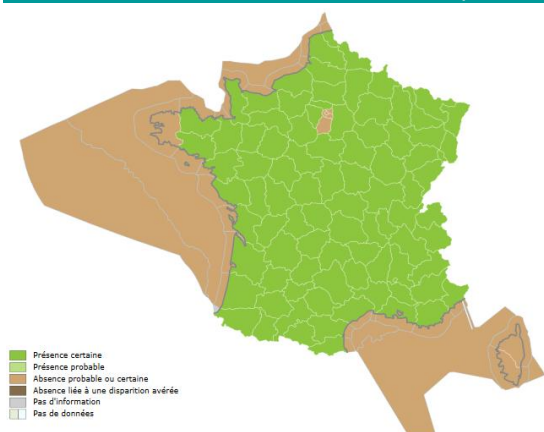 Présence certaine
Présence probable
Absence probable ou certaine
Absence liée à une disparition avérée
Pas d'information
Pas de données